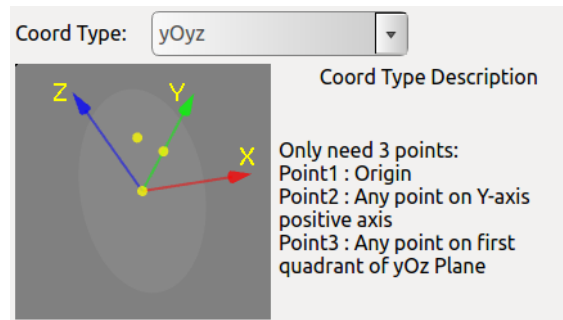 Coord Type: yOyz
Coord Type Description
Z
Y
X
Only need 3 points:
Point1 : Origin
Point2 : Any point on Y-axis
positive axis
Point3 : Any point on first
quadrant of yOz Plane